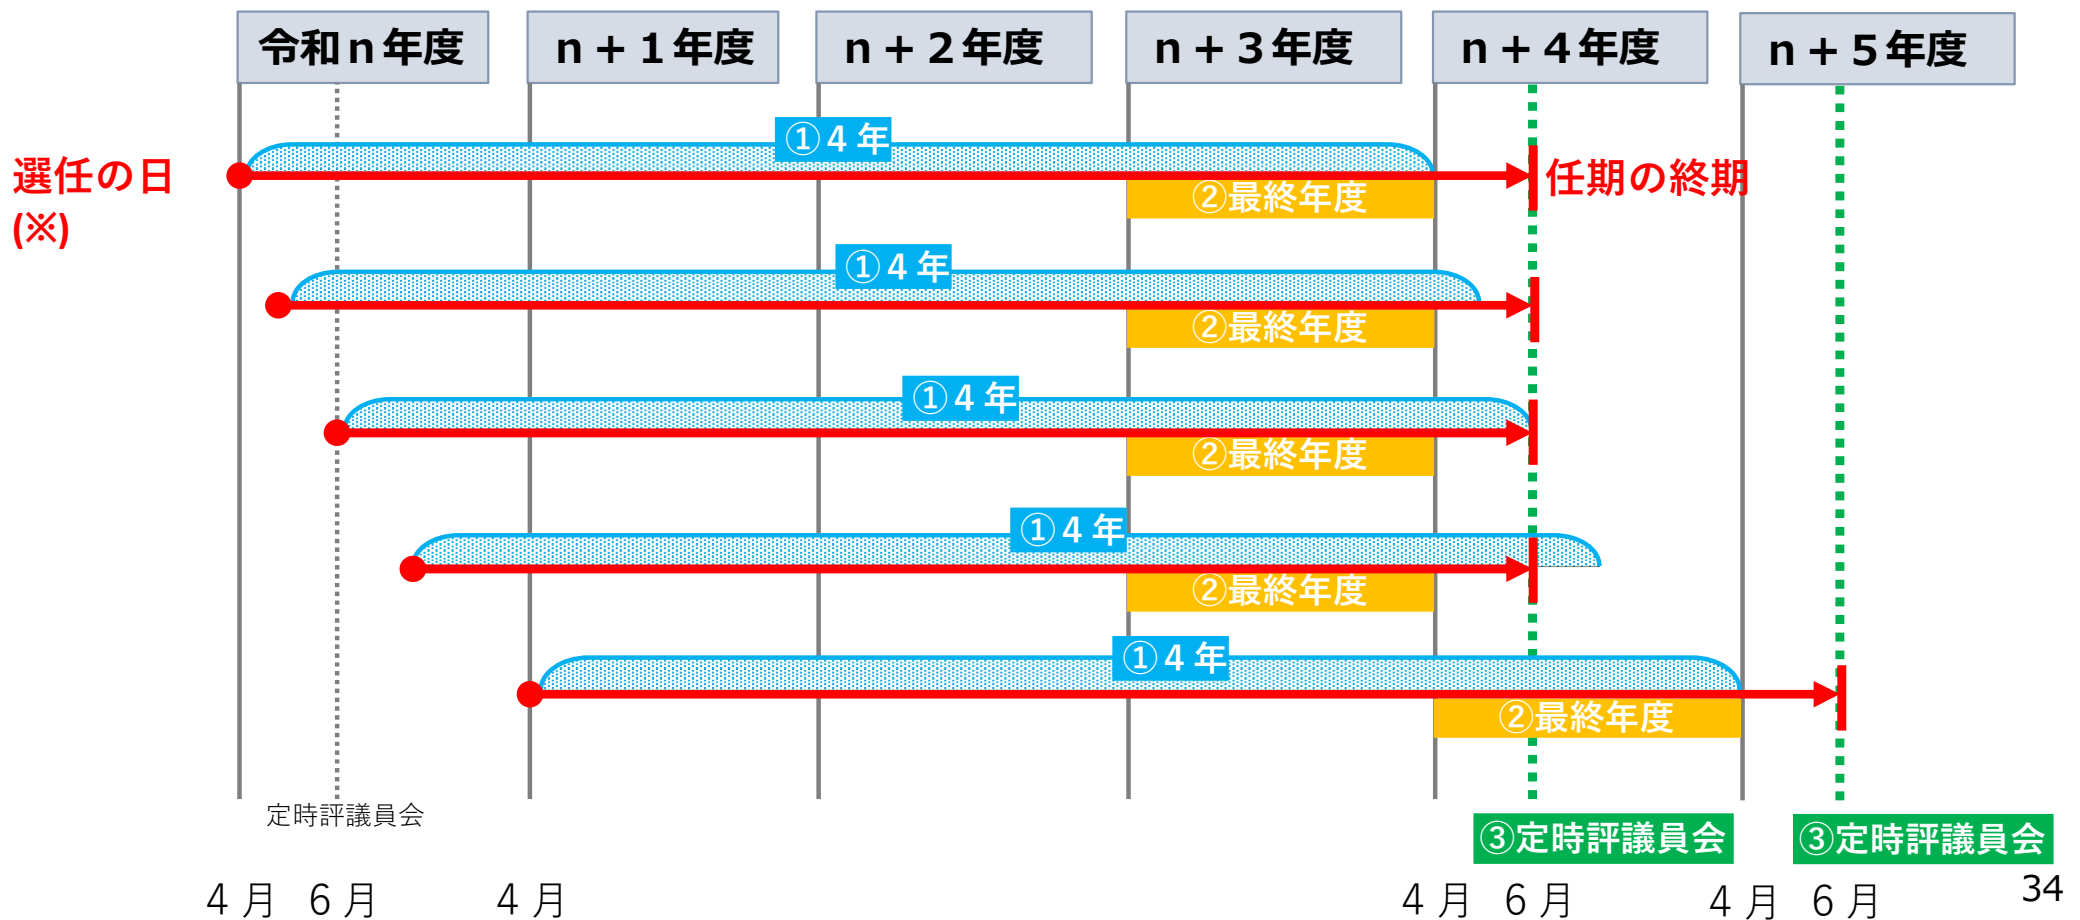 令和ｎ年度
ｎ＋１年度
ｎ＋２年度
ｎ＋３年度
ｎ＋４年度
ｎ＋５年度
選任の日
(※)
①４年
②最終年度
任期の終期
①４年
②最終年度
①４年
②最終年度
①４年
②最終年度
①４年
②最終年度
定時評議員会
③定時評議員会
③定時評議員会
４月
６月
４月
４月
６月
４月
６月
34